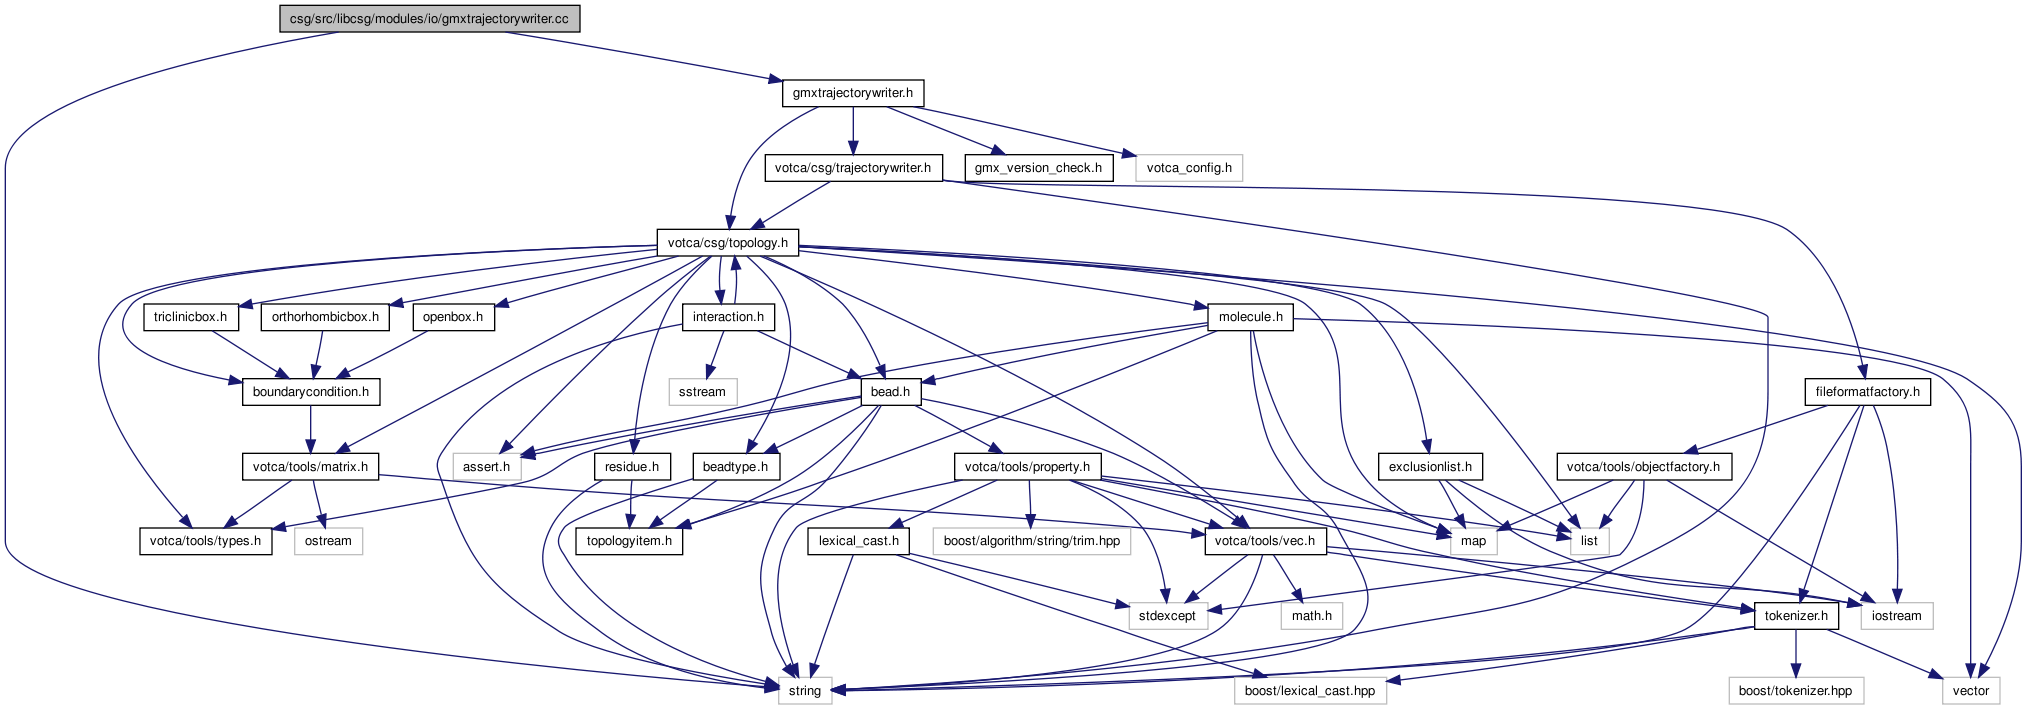 csg/src/libcsg/modules/io/gmxtrajectorywriter.cc
gmxtrajectorywriter.h
votca/csg/trajectorywriter.h
gmx_version_check.h
votca_config.h
votca/csg/topology.h
triclinicbox.h
orthorhombicbox.h
openbox.h
interaction.h
molecule.h
boundarycondition.h
sstream
bead.h
fileformatfactory.h
votca/tools/matrix.h
assert.h
residue.h
beadtype.h
votca/tools/property.h
exclusionlist.h
votca/tools/objectfactory.h
votca/tools/types.h
ostream
topologyitem.h
lexical_cast.h
boost/algorithm/string/trim.hpp
votca/tools/vec.h
map
list
stdexcept
math.h
tokenizer.h
iostream
string
boost/lexical_cast.hpp
boost/tokenizer.hpp
vector